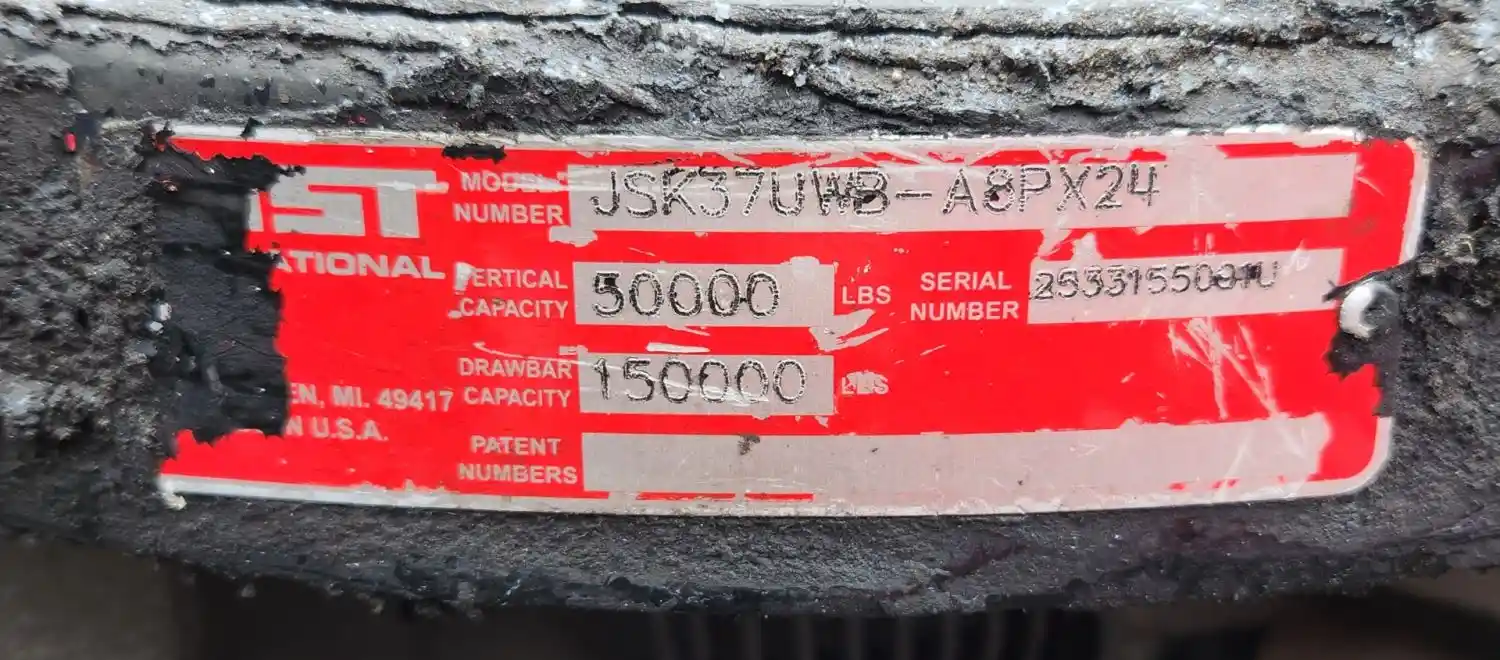 OST
ATIONAL
EN, MI. 49417
N U.S.A.
MODEL
NUMBER
JSK37UWB-A8PX24
VERTICAL
CAPACITY
50000
LBS
SERIAL
NUMBER
DRAWBAR
CAPACITY
150000
LBS
PATENT
NUMBERS